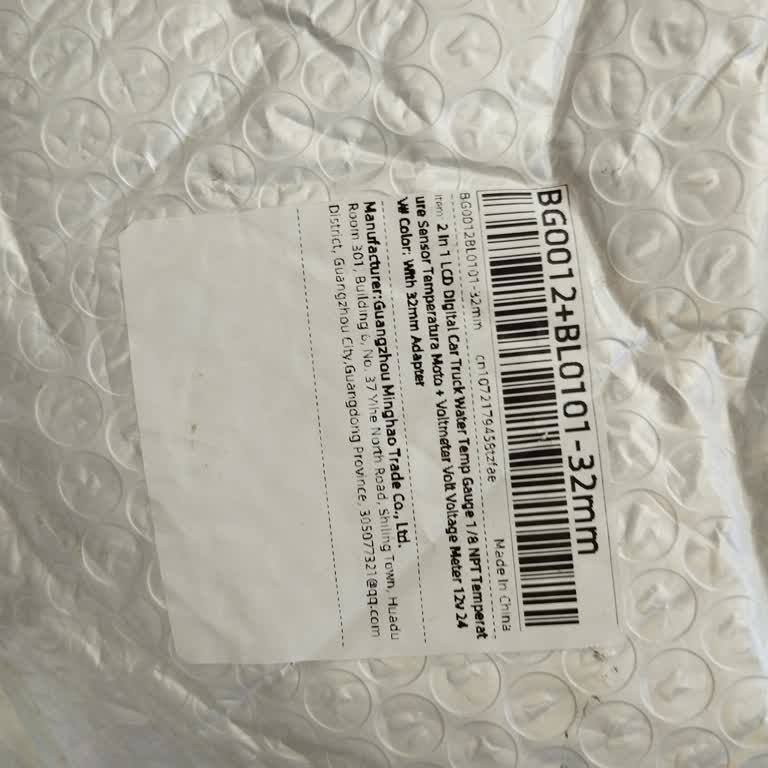 BG0012+BL0101-32mm
BG0012BL0101-32mm cn1072179458tzfae Made In China
Item 2 In 1 LCD Digital Car Truck Water Temp Gauge 1/8 NPT Temperat
ure Sensor Temperatura Moto + Voltmeter Volt Voltage Meter 12v 24
V# Color: With 32mm Adapter
Manufacturer:Guangzhou Minghao Trade Co., Ltd.
Room 301, Building 6, No. 37 Yihe North Road, Shiling Town, Huadu
District, Guangzhou City,Guangdong Province, 305077321@qq.com